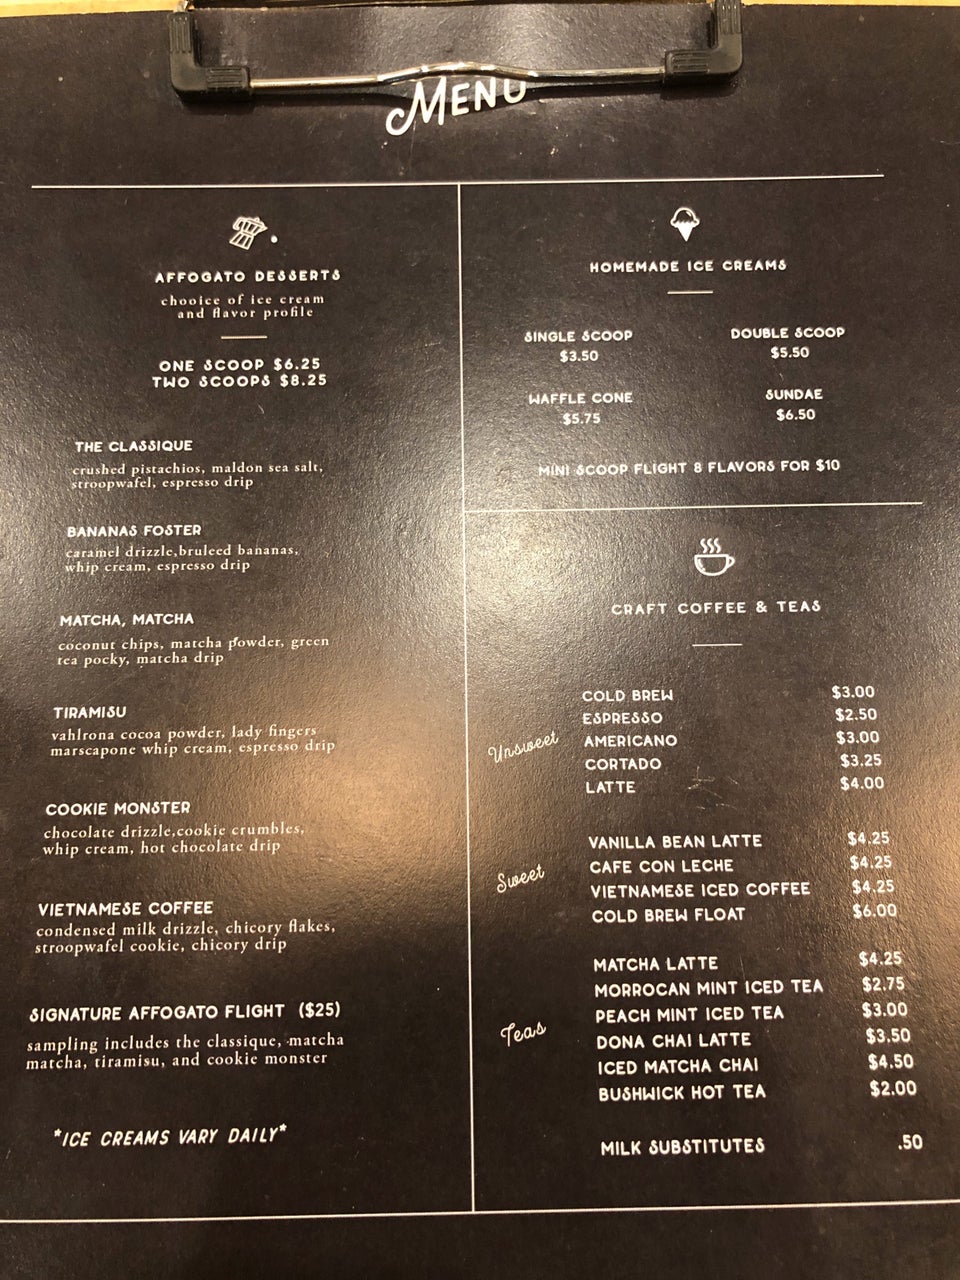 MENU
AFFOGATO DESSERTS
chooice of ice cream
and flavor profile
ONE SCOOP $6.25
TWO SCOOPS $8.25
THE CLASSIQUE
crushed pistachios, maldon sea salt,
stroopwafel, espresso drip
BANANAS FOSTER
caramel drizzle,bruleed bananas,
whip cream, espresso drip
MATCHA, MATCHA
coconut chips, matcha powder, green
tea pocky, matcha drip
TIRAMISU
vahlrona cocoa powder, lady fingers
marscapone whip cream, espresso drip
COOKIE MONSTER
chocolate drizzle,cookie crumbles,
whip cream, hot chocolate drip
VIETNAMESE COFFEE
condensed milk drizzle, chicory flakes,
stroopwafel cookie, chicory drip
SIGNATURE AFFOGATO FLIGHT ($25)
sampling includes the classique, matcha
matcha, tiramisu, and cookie monster
*ICE CREAMS VARY DAILY*
HOMEMADE ICE CREAMS
SINGLE SCOOP
$3.50
DOUBLE SCOOP
$5.50
WAFFLE CONE
$5.75
SUNDAE
$6.50
MINI SCOOP FLIGHT 8 FLAVORS FOR $10
CRAFT COFFEE & TEAS
Unsweet
COLD BREW $3.00
ESPRESSO $2.50
AMERICANO $3.00
CORTADO $3.25
LATTE $4.00
Sweet
VANILLA BEAN LATTE $4.25
CAFE CON LECHE $4.25
VIETNAMESE ICED COFFEE $4.25
COLD BREW FLOAT $6.00
Teas
MATCHA LATTE $4.25
MORROCAN MINT ICED TEA $2.75
PEACH MINT ICED TEA $3.00
DONA CHAI LATTE $3.50
ICED MATCHA CHAI $4.50
BUSHWICK HOT TEA $2.00
MILK SUBSTITUTES .50